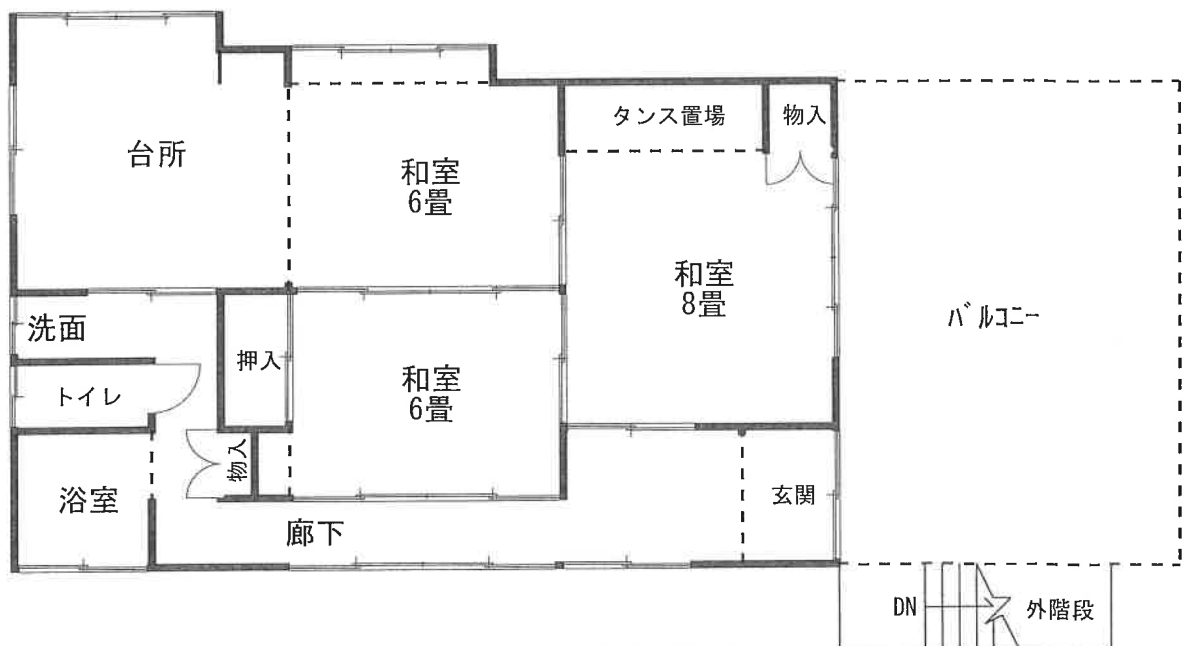 タンス置場
物入
台所
和室
6畳
和室
8畳
バルコニー
洗面
押入
トイレ
和室
6畳
物入
浴室
玄関
廊下
DN
外階段